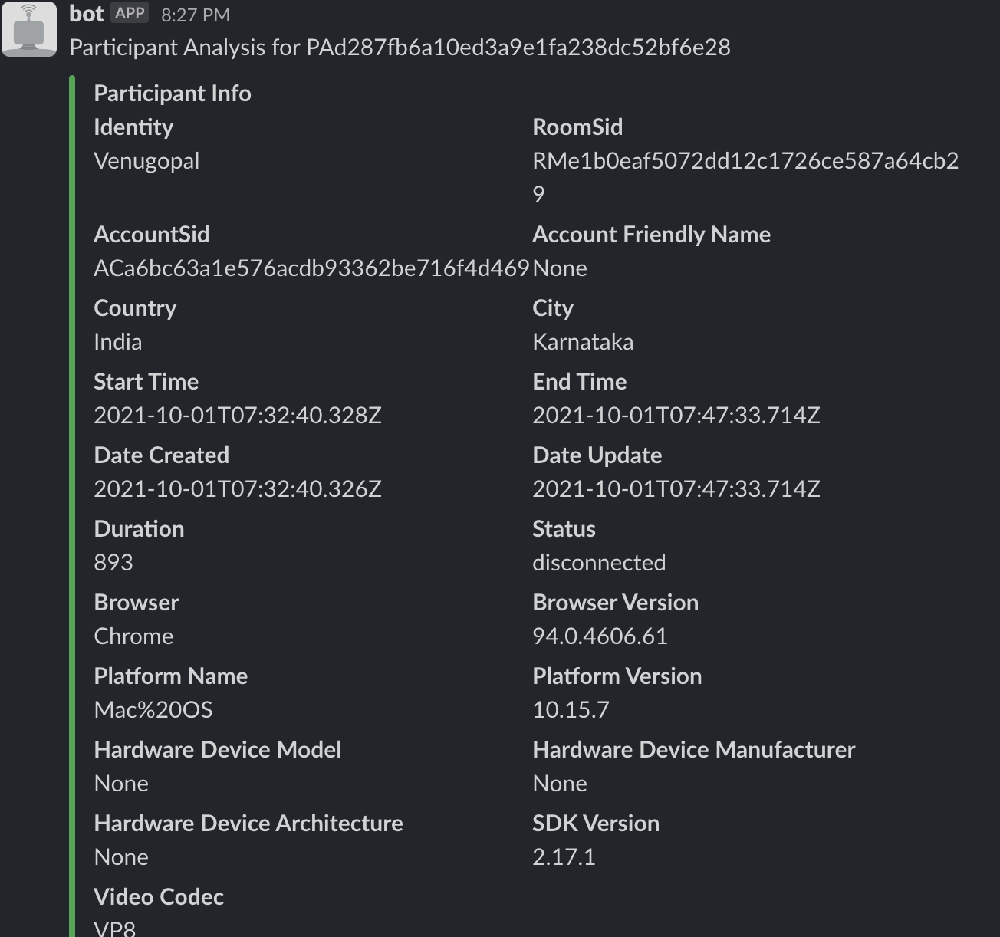 bot APP 8:27 PM
Participant Analysis for PAd287fb6a10ed3a9e1fa238dc52bf6e28
Participant Info
Identity RoomSid
Venugopal RMe1b0eaf5072dd12c1726ce587a64cb2
9
AccountSid Account Friendly Name
ACa6bc63a1e576acdb93362be716f4d469 None
Country City
India Karnataka
Start Time End Time
2021-10-01T07:32:40.328Z 2021-10-01T07:47:33.714Z
Date Created Date Update
2021-10-01T07:32:40.326Z 2021-10-01T07:47:33.714Z
Duration Status
893 disconnected
Browser Browser Version
Chrome 94.0.4606.61
Platform Name Platform Version
Mac%20OS 10.15.7
Hardware Device Model Hardware Device Manufacturer
None None
Hardware Device Architecture SDK Version
None 2.17.1
Video Codec
VP8